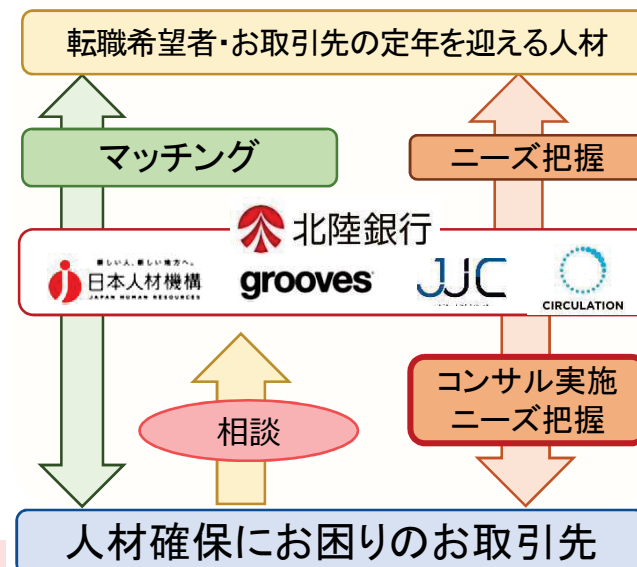 転職希望者・お取引先の定年を迎える人材
マッチング
ニーズ把握
北陸銀行
新しい人、新しい地方へ。
日本人材機構
JAPAN HUMAN RESOURCES
grooves
JJC
CIRCULATION
相談
コンサル実施
ニーズ把握
人材確保にお困りのお取引先